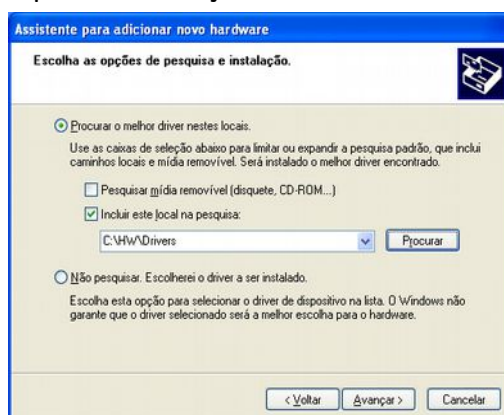 Assistente para adicionar novo hardware
Escolha as opções de pesquisa e instalação.
Procurar o melhor driver nestes locais.
Use as caixas de seleção abaixo para limitar ou expandir a pesquisa padrão, que inclui
caminhos locais e mídia removível. Será instalado o melhor driver encontrado.
Pesquisar mídia removível (disquete, CD-ROM...)
Incluir este local na pesquisa:
C:\HW\Drivers
Procurar
Não pesquisar. Escolherei o driver a ser instalado.
Escolha esta opção para selecionar o driver de dispositivo na lista. O Windows não
garante que o driver selecionado será a melhor escolha para o hardware.
< Voltar
Avançar >
Cancelar